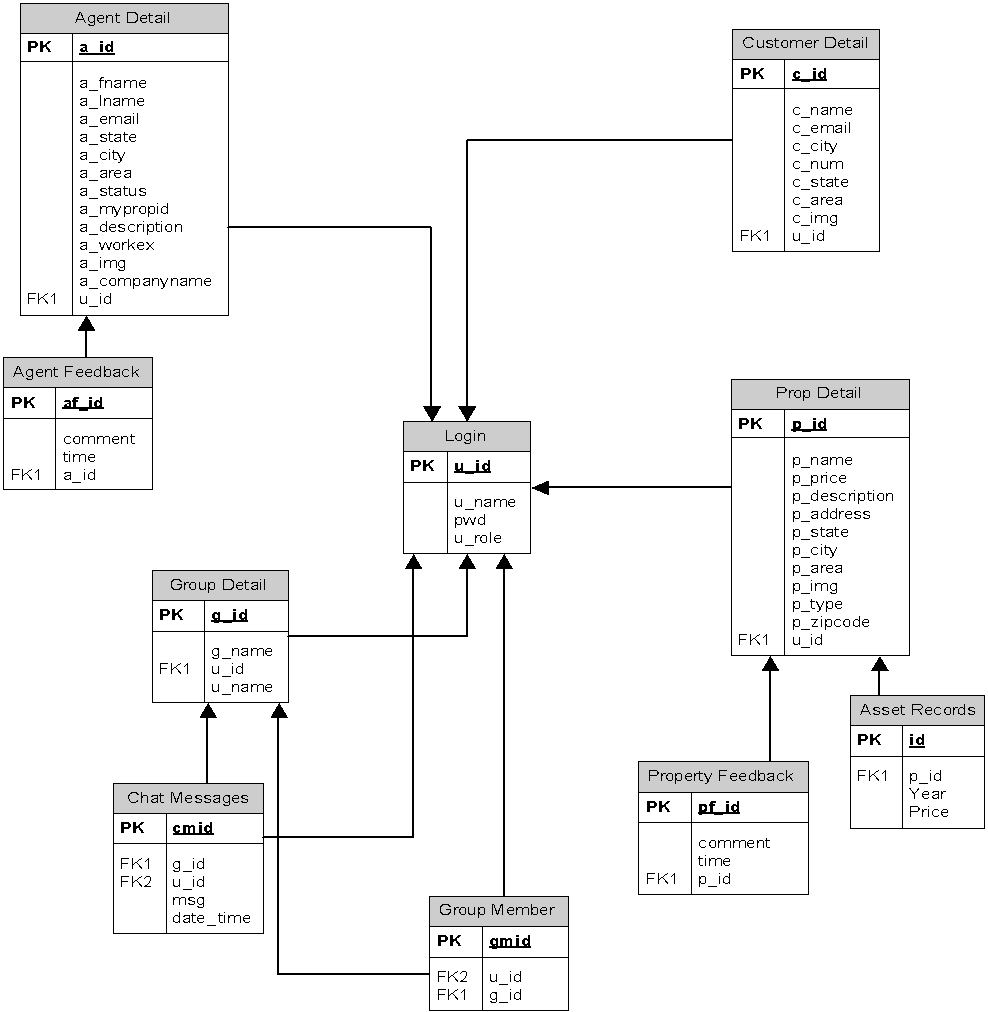 Agent Detail
PK a_id
a_fname
a_lname
a_email
a_state
a_city
a_area
a_status
a_mypropid
a_description
a_workex
a_img
a_companyname
FK1 u_id
Customer Detail
PK c_id
c_name
c_email
c_city
c_num
c_state
c_area
c_img
FK1 u_id
Agent Feedback
PK af_id
comment
time
FK1 a_id
Login
PK u_id
u_name
pwd
u_role
Prop Detail
PK p_id
p_name
p_price
p_description
p_address
p_state
p_city
p_area
p_img
p_type
p_zipcode
FK1 u_id
Group Detail
PK g_id
g_name
FK1 u_id
u_name
Asset Records
PK id
FK1 p_id
Year
Price
Property Feedback
PK pf_id
comment
time
FK1 p_id
Chat Messages
PK cmid
FK1 g_id
FK2 u_id
msg
date_time
Group Member
PK gmid
FK2 u_id
FK1 g_id